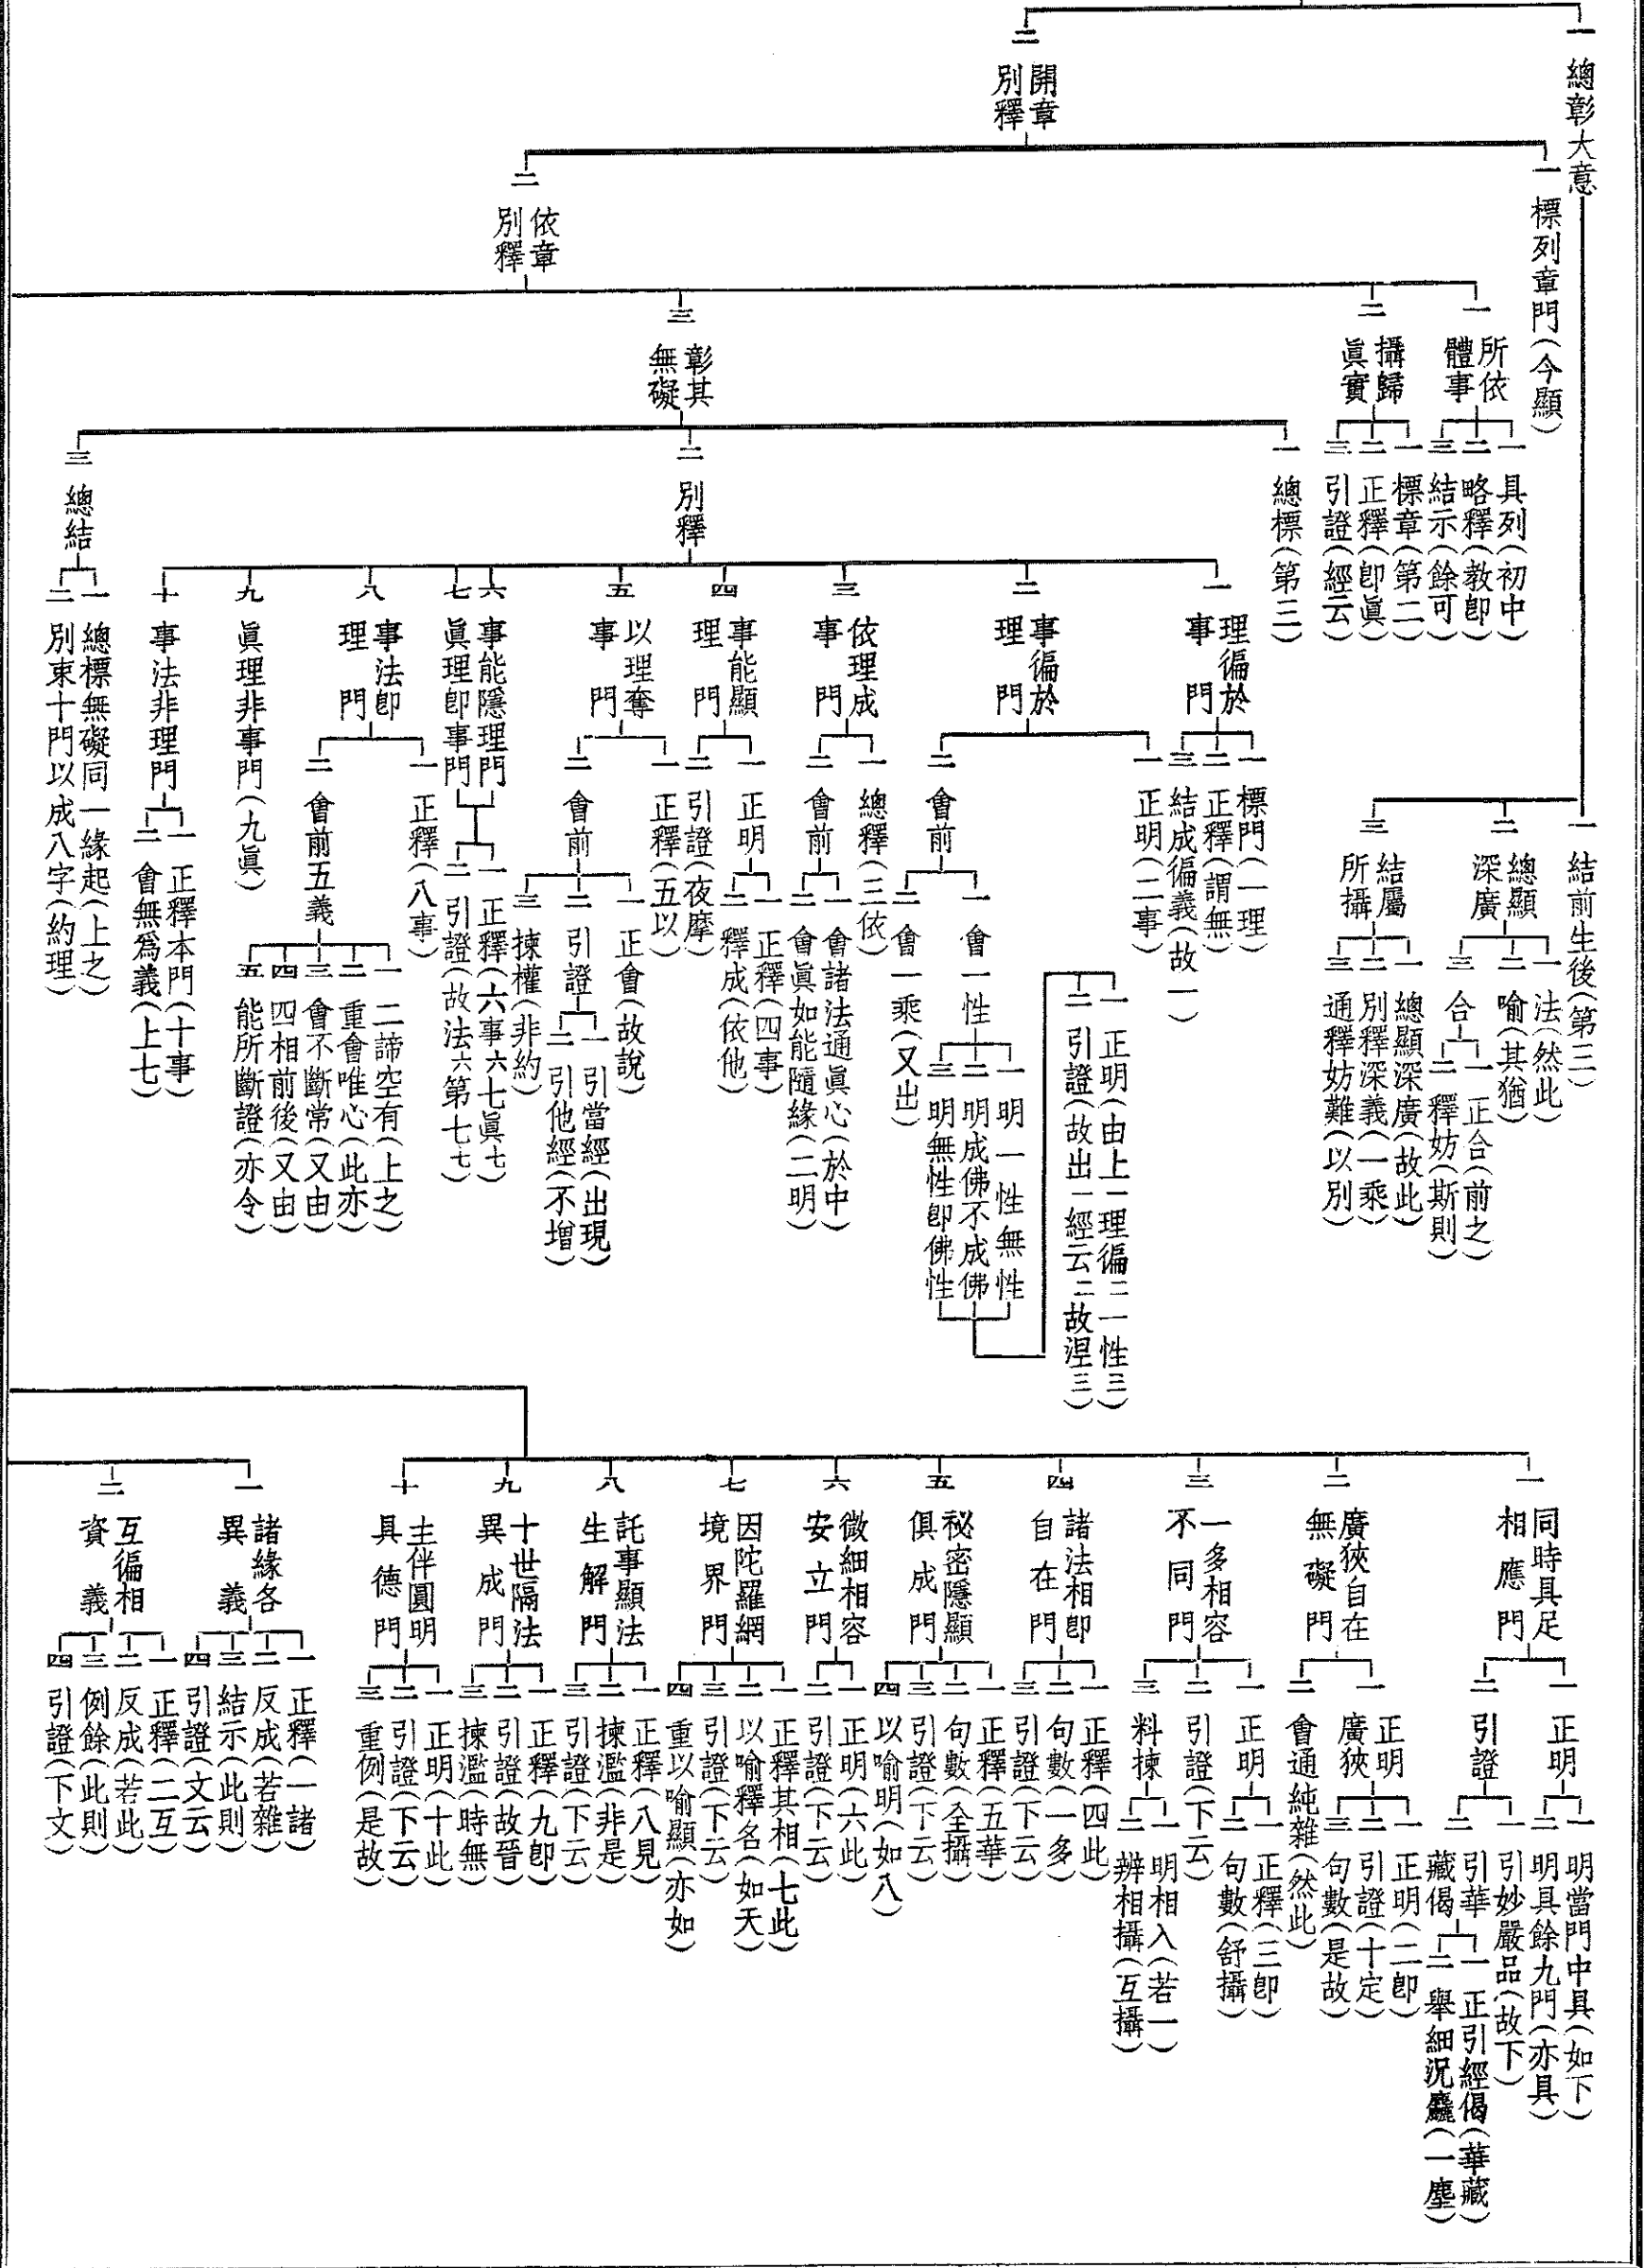 一 總彰大意
一 結前生後(第三)
二 總顯深廣
一 法(然此)
二 喻(其猶)
三 合
一 正合(前之)
二 釋妨(斯則)
三 結屬所攝
一 總顯深廣(故此)
二 別釋深義(一乘)
三 通釋妨難(以別)
二 開章別釋
一 標列章門(今顯)
二 依章別釋
一 所依體事
一 具列(初中)
二 略釋(教卽)
三 結示(餘可)
二 攝歸眞實
一 標章(第二)
二 正釋(卽眞)
三 引證(經云)
三 彰其無礙
一 總標(第三)
二 別釋
一 理徧於事門
一 標門(一理)
二 正釋(謂無)
三 結成徧義(故一)
二 事徧於理門
一 正明(二事)
二 會前
一 會一性
一 明一性無性
二 明成佛不成佛
三 明無性卽佛性
一 正明(由上一理徧二一性三)
二 引證(故出一經云二故涅三)
二 會一乘(又出)
三 依理成事門
一 總釋(三依)
二 會前
一 會諸法通眞心(於中)
二 會眞如能隨緣(二明)
四 事能顯理門
一 正明
一 正釋(四事)
二 釋成(依他)
二 引證(夜摩)
五 以理奪事門
一 正釋(五以)
二 會前
一 正會(故說)
二 引證
一 引當經(出現)
二 引他經(不增)
三 揀權(非約)
六 事能隱理門
七 眞理卽事門
一 正釋(六事六七眞七)
二 引證(故法六第七七)
八 事法卽理門
一 正釋(八事)
二 會前五義
一 二諦空有(上之)
二 重會唯心(此亦)
三 會不斷常(又由)
四 四相前後(又由)
五 能所斷證(亦令)
九 眞理非事門(九眞)
十 事法非理門
一 正釋本門(十事)
二 會無爲義(上七)
三 總結
一 總標無礙同一緣起(上之)
二 別束十門以成八字(約理)
一 同時具足相應門
一 正明
一 明當門中具(如下)
二 明具餘九門(亦具)
二 引證
一 引妙嚴品(故下)
二 引華藏偈
一 正引經偈(華藏)
二 舉細況麤(一塵)
二 廣狹自在無礙門
一 正明廣狹
一 正明(二卽)
二 引證(十定)
三 句數(是故)
二 會通純雜(然此)
三 一多相容不同門
一 正明
一 正釋(三卽)
二 句數(舒攝)
二 引證(下云)
三 料揀
一 明相入(若一)
二 辨相攝(互攝)
四 諸法相卽自在門
一 正釋(四此)
二 句數(一多)
三 引證(下云)
五 秘密隱顯俱成門
一 正釋(五華)
二 句數(全攝)
三 引證(下云)
四 以喻明(如八)
六 微細相容安立門
一 正明(六此)
二 引證(下云)
七 因陀羅網境界門
一 正釋其相(七此)
二 以喻釋名(如天)
三 引證(下云)
四 重以喻顯(亦如)
八 託事顯法生解門
一 正釋(八見)
二 揀濫(非是)
三 引證(下云)
九 十世隔法異成門
一 正釋(九卽)
二 引證(故晉)
三 揀濫(時無)
十 主伴圓明具德門
一 正明(十此)
二 引證(下云)
三 重例(是故)
一 諸緣各異義
一 正釋(一諸)
二 反成(若雜)
三 結示(此則)
四 引證(文云)
二 互徧相資義
一 正釋(二互)
二 反成(若此)
三 例餘(此則)
四 引證(下文)